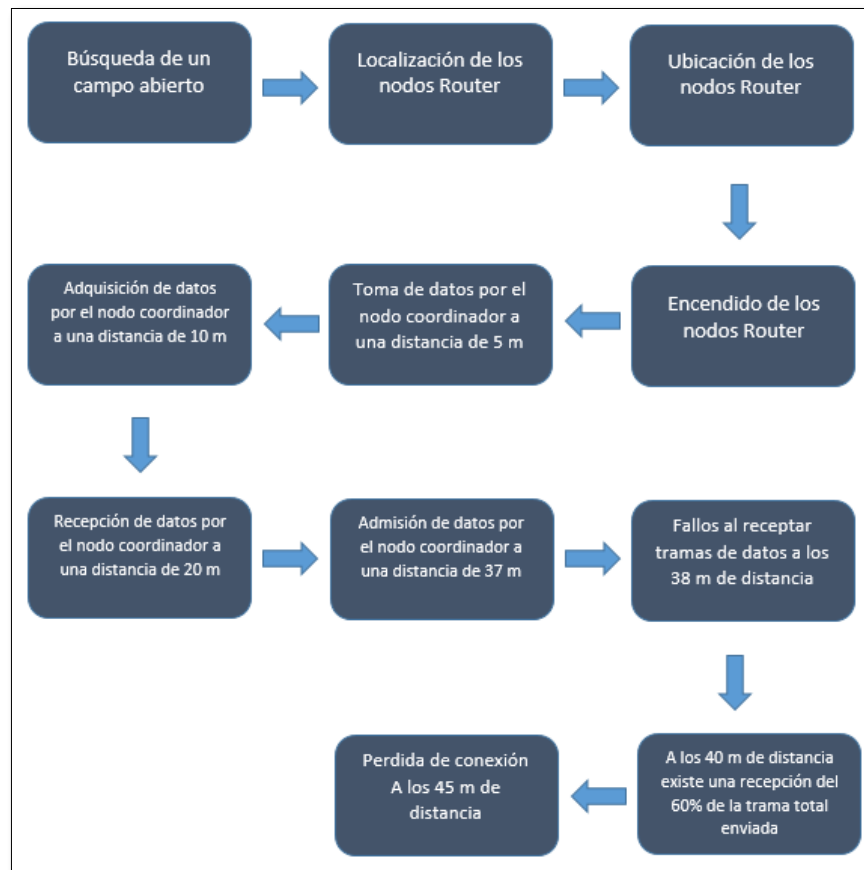 Búsqueda de un
campo abierto
Localización de los
nodos Router
Ubicación de los
nodos Router
Encendido de los
nodos Router
Toma de datos por el
nodo coordinador a
una distancia de 5 m
Adquisición de datos
por el nodo coordinador
a una distancia de 10 m
Recepción de datos por
el nodo coordinador a
una distancia de 20 m
Admisión de datos por
el nodo coordinador a
una distancia de 37 m
Fallos al receptar
tramas de datos a los
38 m de distancia
A los 40 m de distancia
existe una recepción del
60% de la trama total
enviada
Perdida de conexión
A los 45 m de
distancia